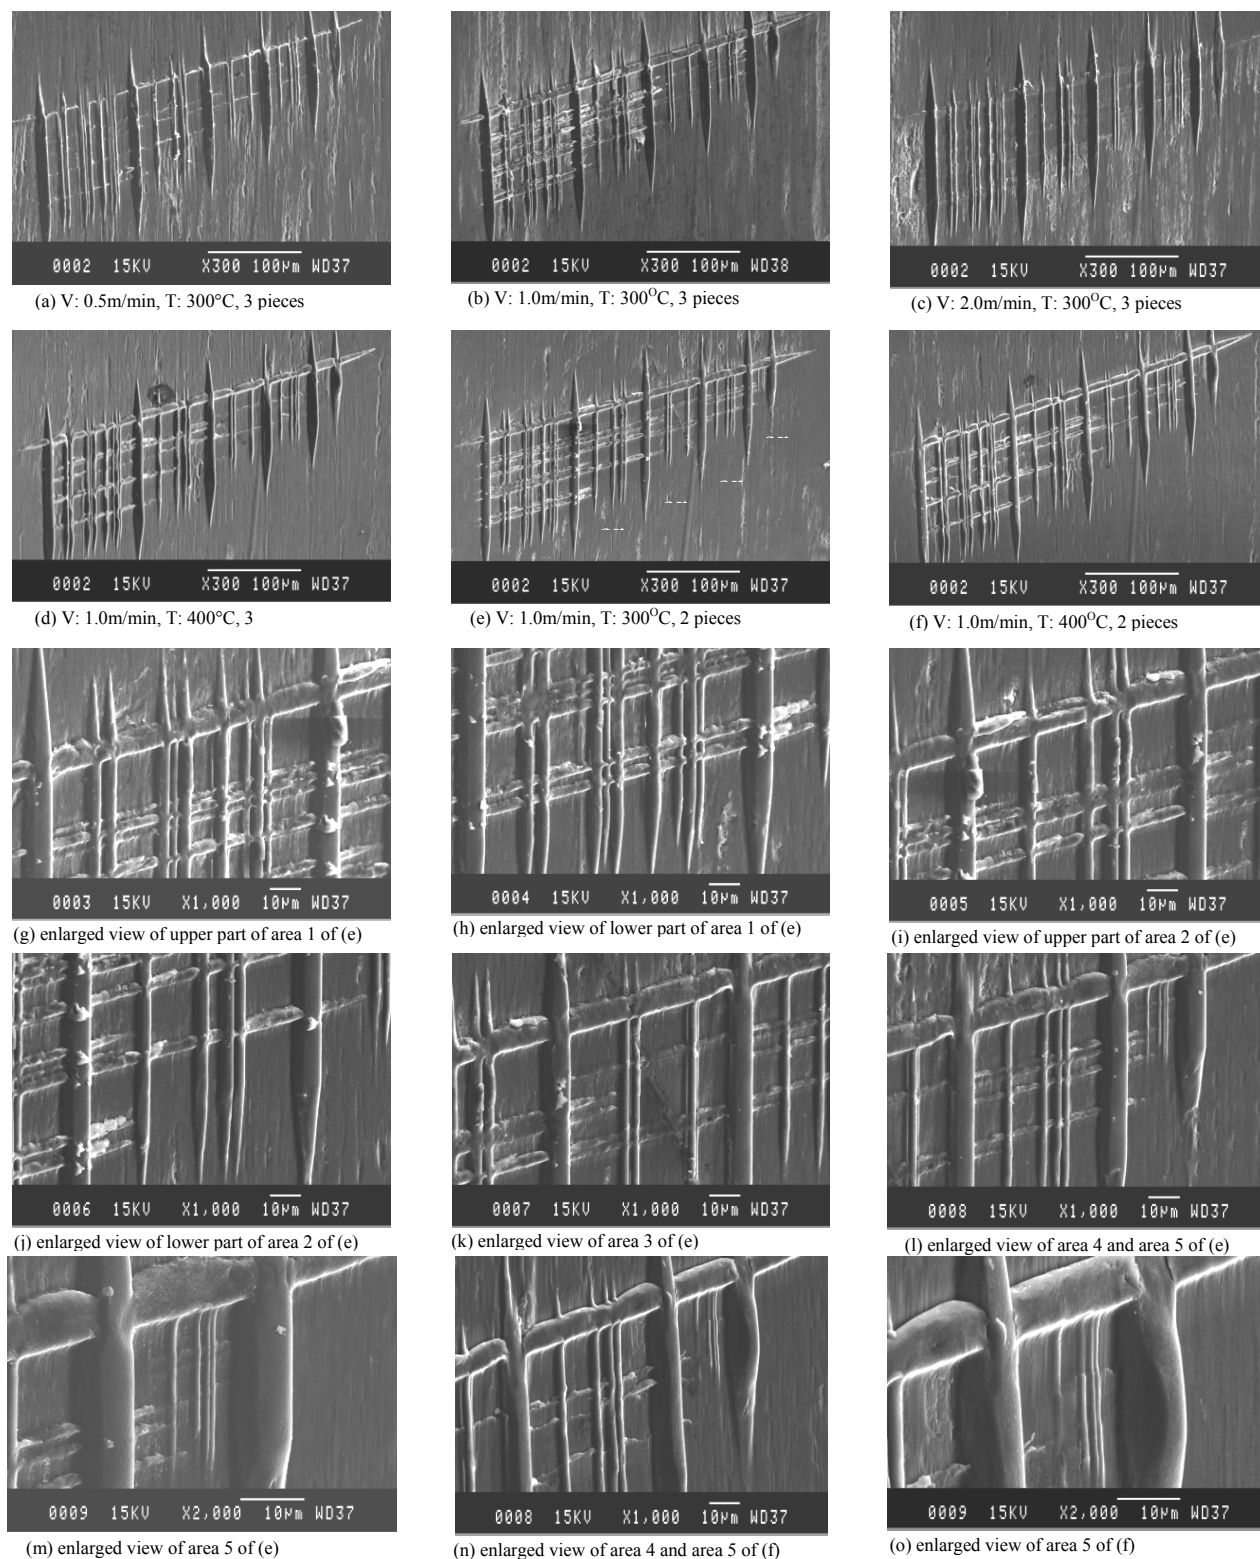 0002 15KV X300 100µm WD37
0002 15KV X300 100µm WD38
0002 15KV X300 100µm WD37
(a) V: 0.5m/min, T: 300°C, 3 pieces
(b) V: 1.0m/min, T: 300ᴼC, 3 pieces
(c) V: 2.0m/min, T: 300ᴼC, 3 pieces
0002 15KV X300 100µm WD37
0002 15KV X300 100µm WD37
0002 15KV X300 100µm WD37
(d) V: 1.0m/min, T: 400°C, 3
(e) V: 1.0m/min, T: 300ᴼC, 2 pieces
(f) V: 1.0m/min, T: 400ᴼC, 2 pieces
0003 15KV X1,000 10µm WD37
0004 15KV X1,000 10µm WD37
0005 15KV X1,000 10µm WD37
(g) enlarged view of upper part of area 1 of (e)
(h) enlarged view of lower part of area 1 of (e)
(i) enlarged view of upper part of area 2 of (e)
0006 15KV X1,000 10µm WD37
0007 15KV X1,000 10µm WD37
0008 15KV X1,000 10µm WD37
(j) enlarged view of lower part of area 2 of (e)
(k) enlarged view of area 3 of (e)
(l) enlarged view of area 4 and area 5 of (e)
0009 15KV X2,000 10µm WD37
0008 15KV X1,000 10µm WD37
0009 15KV X2,000 10µm WD37
(m) enlarged view of area 5 of (e)
(n) enlarged view of area 4 and area 5 of (f)
(o) enlarged view of area 5 of (f)